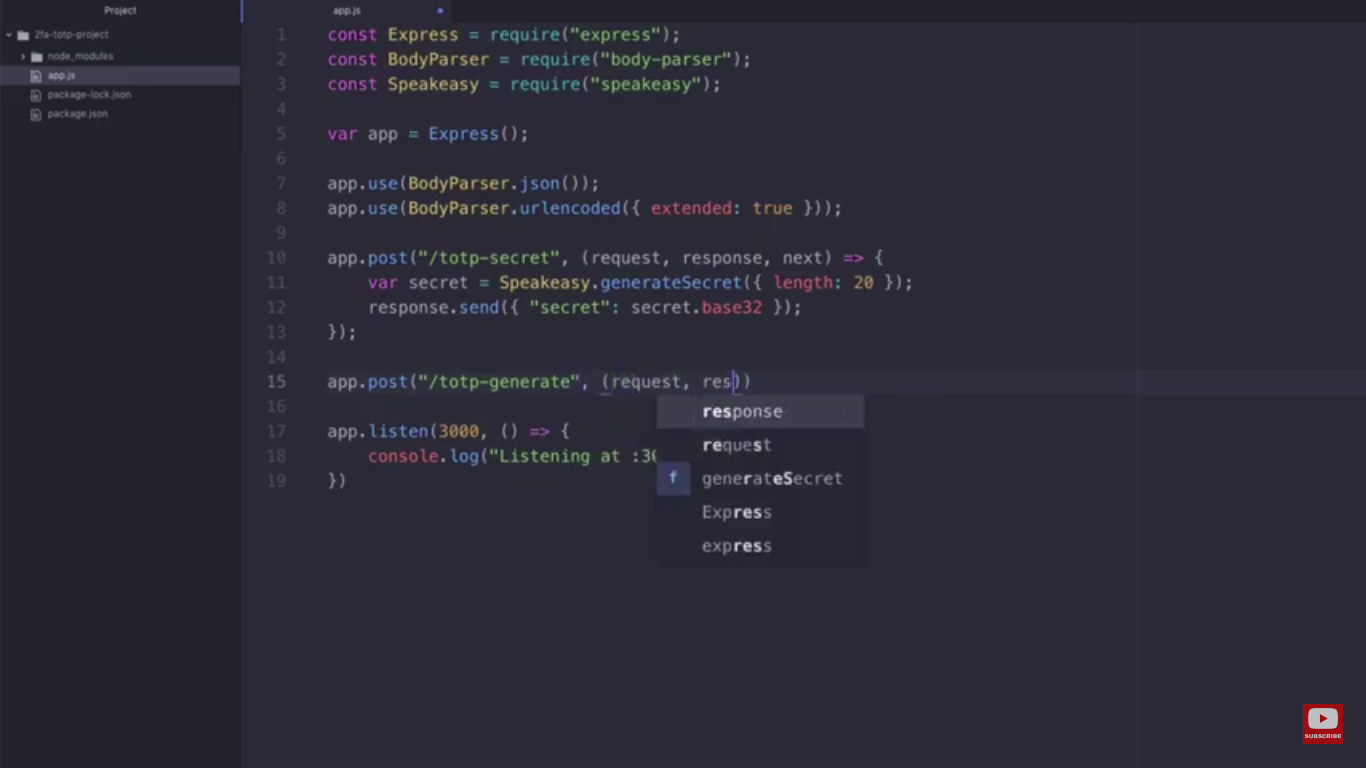 Project
2fa-totp-project
node_modules
app.js
package-lock.json
package.json
app.js
1 const Express = require("express");
2 const BodyParser = require("body-parser");
3 const Speakeasy = require("speakeasy");
4
5 var app = Express();
6
7 app.use(BodyParser.json());
8 app.use(BodyParser.urlencoded({ extended: true }));
9
10 app.post("/totp-secret", (request, response, next) => {
11 var secret = Speakeasy.generateSecret({ length: 20 });
12 response.send({ "secret": secret.base32 });
13 });
14
15 app.post("/totp-generate", (request, res))
16
17 app.listen(3000, () => {
18 console.log("Listening at :30
19 })
response
request
f generateSecret
Express
express
SUBSCRIBE